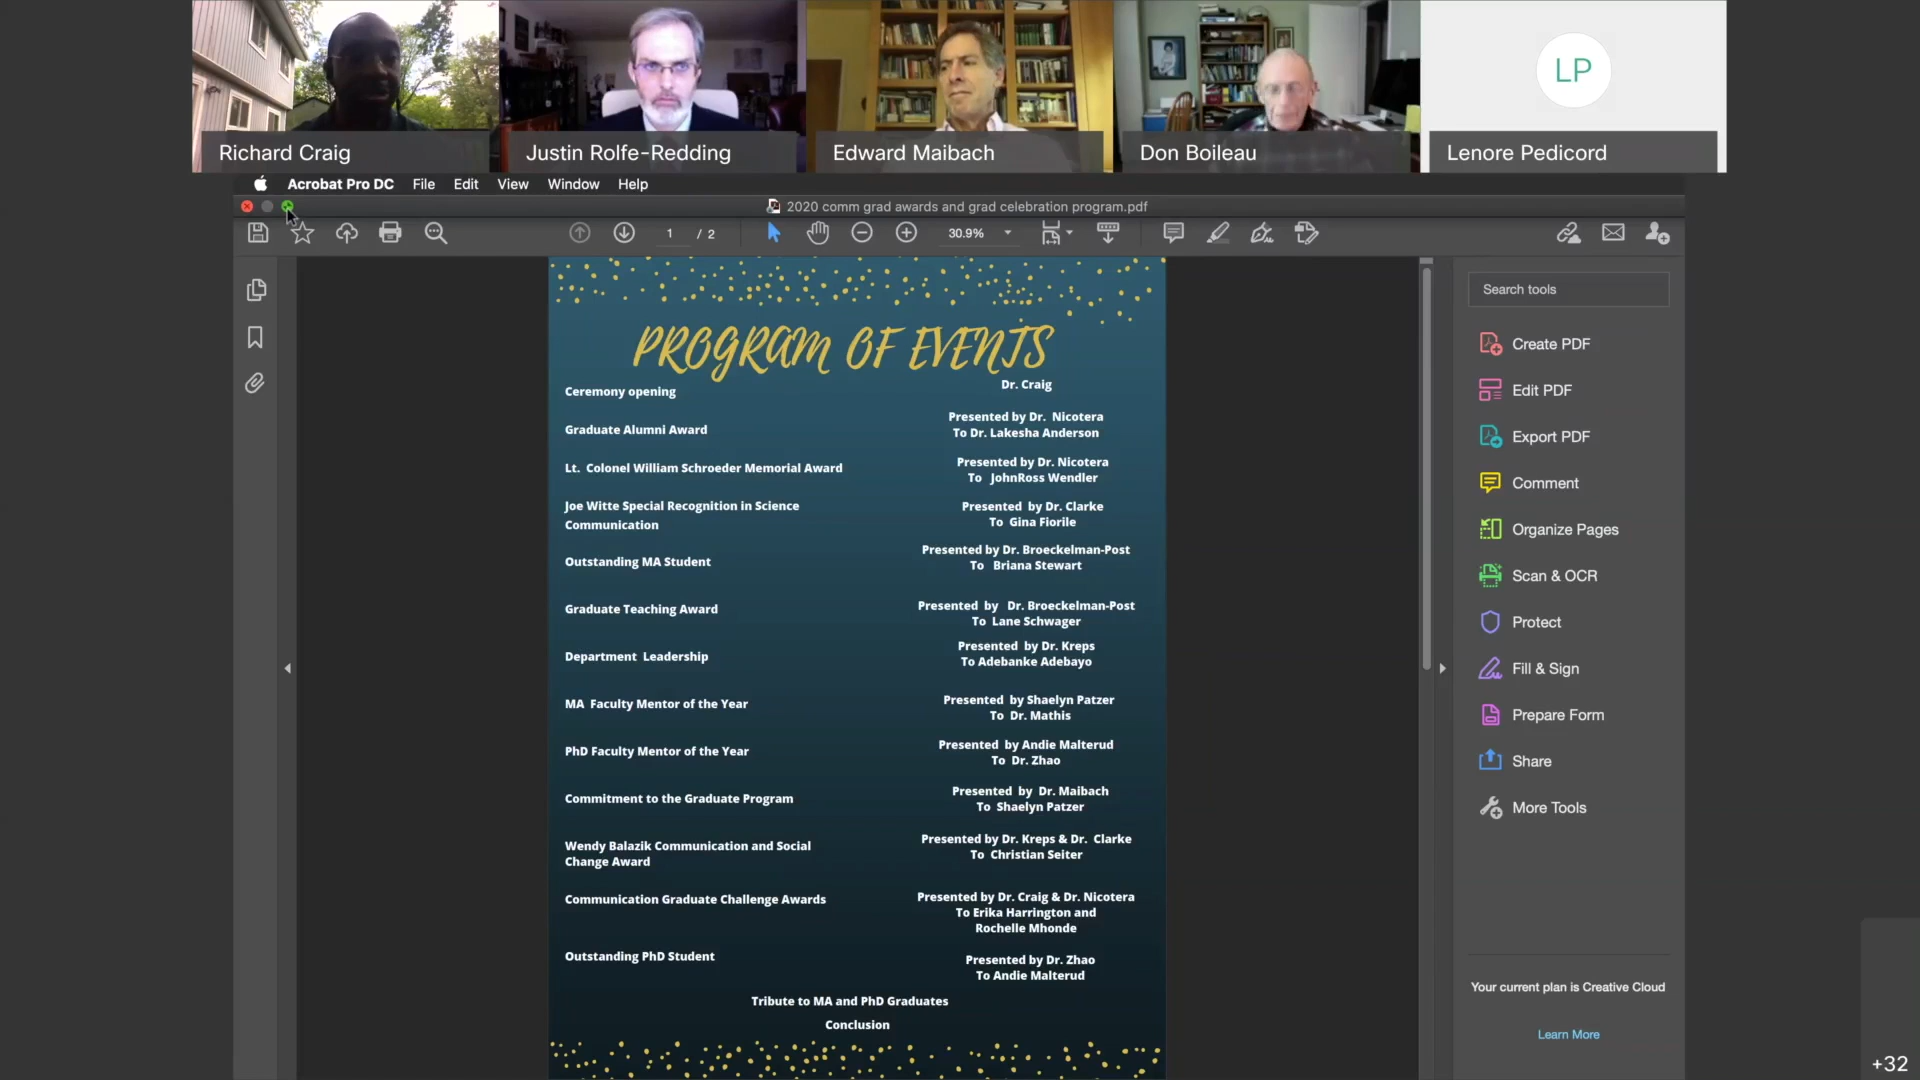 LP
Richard Craig
Justin Rolfe-Redding
Edward Maibach
Don Boileau
Lenore Pedicord
Acrobat Pro DC File Edit View Window Help
2020 comm grad awards and grad celebration program.pdf
1 / 2
30.9%
PROGRAM OF EVENTS
Ceremony opening
Dr. Craig
Graduate Alumni Award
Presented by Dr. Nicotera
To Dr. Lakesha Anderson
Lt. Colonel William Schroeder Memorial Award
Presented by Dr. Nicotera
To JohnRoss Wendler
Joe Witte Special Recognition in Science
Communication
Presented by Dr. Clarke
To Gina Fiorile
Outstanding MA Student
Presented by Dr. Broeckelman-Post
To Briana Stewart
Graduate Teaching Award
Presented by Dr. Broeckelman-Post
To Lane Schwager
Department Leadership
Presented by Dr. Kreps
To Adebanke Adebayo
MA Faculty Mentor of the Year
Presented by Shaelyn Patzer
To Dr. Mathis
PhD Faculty Mentor of the Year
Presented by Andie Malterud
To Dr. Zhao
Commitment to the Graduate Program
Presented by Dr. Maibach
To Shaelyn Patzer
Wendy Balazik Communication and Social
Change Award
Presented by Dr. Kreps & Dr. Clarke
To Christian Seiter
Communication Graduate Challenge Awards
Presented by Dr. Craig & Dr. Nicotera
To Erika Harrington and
Rochelle Mhonde
Outstanding PhD Student
Presented by Dr. Zhao
To Andie Malterud
Tribute to MA and PhD Graduates
Conclusion
Search tools
Create PDF
Edit PDF
Export PDF
Comment
Organize Pages
Scan & OCR
Protect
Fill & Sign
Prepare Form
Share
More Tools
Your current plan is Creative Cloud
Learn More
+32